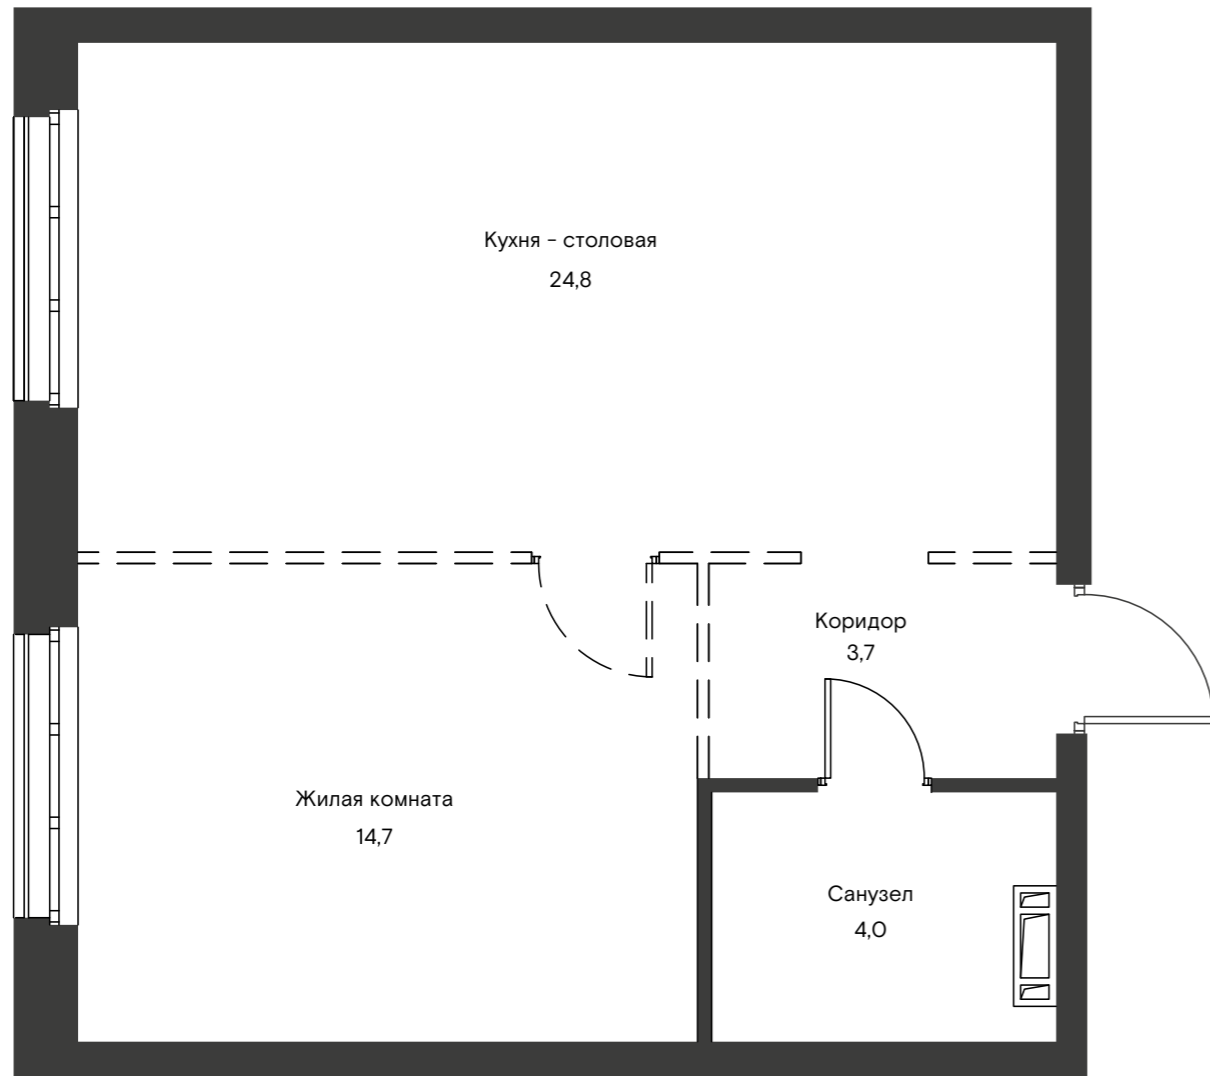 Кухня - столовая
24,8
Коридор
3,7
Жилая комната
14,7
Санузел
4,0